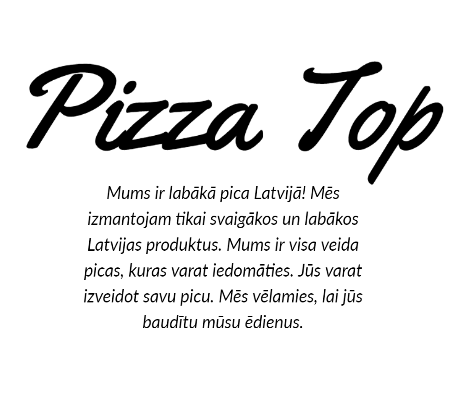 Pizza Top
Mums ir labākā pica Latvijā! Mēs
izmantojam tikai svaigākos un labākos
Latvijas produktus. Mums ir visa veida
picas, kuras varat iedomāties. Jūs varat
izveidot savu picu. Mēs vēlamies, lai jūs
baudītu mūsu ēdienus.